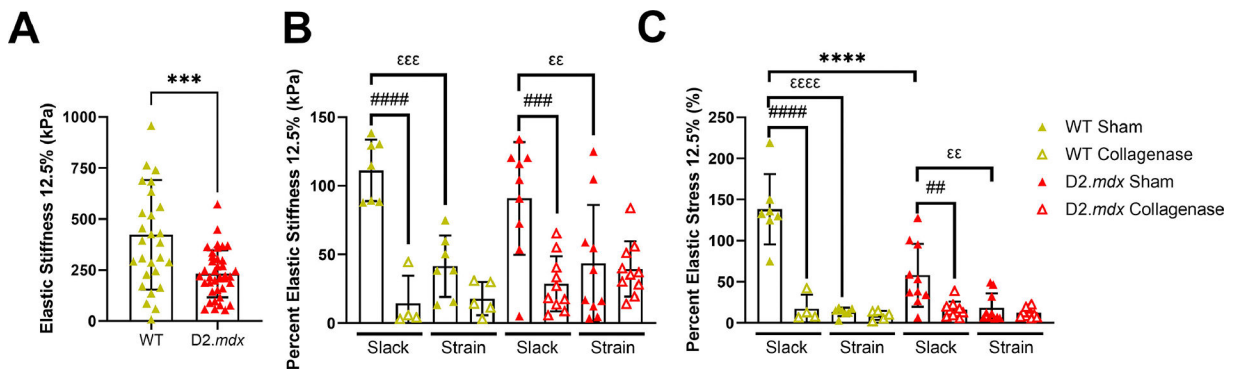 A
Elastic Stiffness 12.5% (kPa)
1000
750
500
250
0
***
WT
D2.mdx
B
Percent Elastic Stiffness 12.5% (kPa)
150
100
50
0
εεε
####
εε
###
Slack
Strain
Slack
Strain
C
Percent Elastic Stress 12.5% (%)
250
200
150
100
50
0
****
εεεε
####
εε
##
Slack
Strain
Slack
Strain
WT Sham
WT Collagenase
D2.mdx Sham
D2.mdx Collagenase